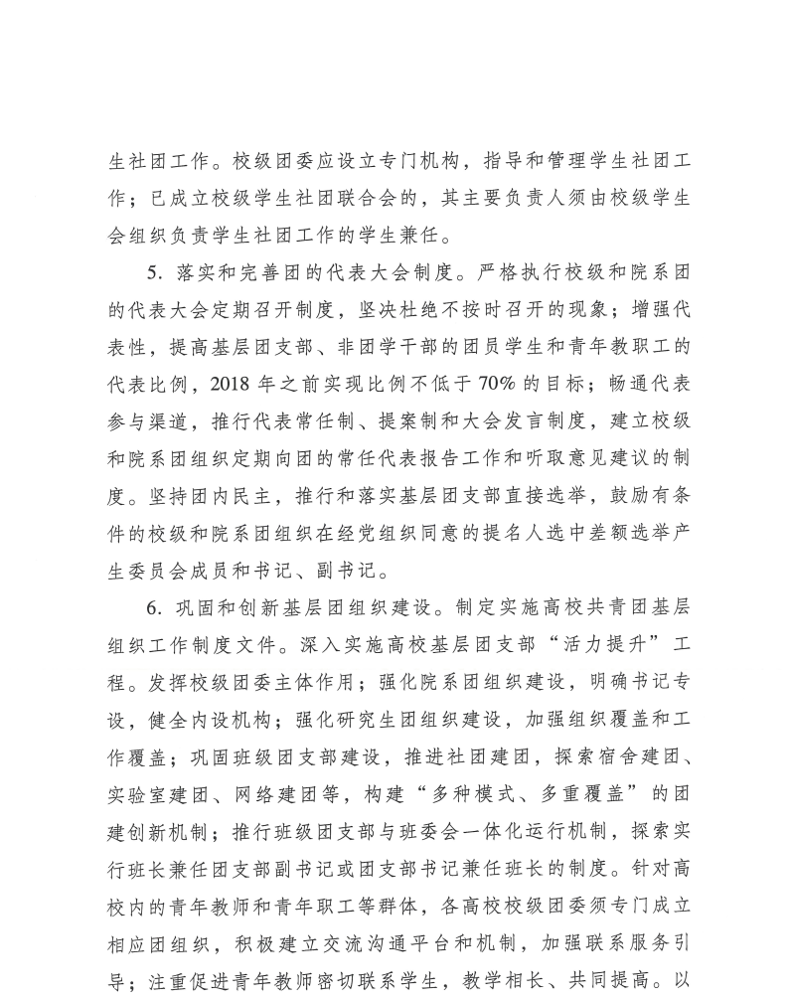 生社团工作。校级团委应设立专门机构，指导和管理学生社团工
作；已成立校级学生社团联合会的，其主要负责人须由校级学生
会组织负责学生社团工作的学生兼任。
5. 落实和完善团的代表大会制度。严格执行校级和院系团
的代表大会定期召开制度，坚决杜绝不按时召开的现象；增强代
表性，提高基层团支部、非团学干部的团员学生和青年教职工的
代表比例，2018 年之前实现比例不低于 70% 的目标；畅通代表
参与渠道，推行代表常任制、提案制和大会发言制度，建立校级
和院系团组织定期向团的常任代表报告工作和听取意见建议的制
度。坚持团内民主，推行和落实基层团支部直接选举，鼓励有条
件的校级和院系团组织在经党组织同意的提名人选中差额选举产
生委员会成员和书记、副书记。
6. 巩固和创新基层团组织建设。制定实施高校共青团基层
组织工作制度文件。深入实施高校基层团支部“活力提升”工
程。发挥校级团委主体作用；强化院系团组织建设，明确书记专
设，健全内设机构；强化研究生团组织建设，加强组织覆盖和工
作覆盖；巩固班级团支部建设，推进社团建团，探索宿舍建团、
实验室建团、网络建团等，构建“多种模式、多重覆盖”的团
建创新机制；推行班级团支部与班委会一体化运行机制，探索实
行班长兼任团支部副书记或团支部书记兼任班长的制度。针对高
校内的青年教师和青年职工等群体，各高校校级团委须专门成立
相应团组织，积极建立交流沟通平台和机制，加强联系服务引
导；注重促进青年教师密切联系学生，教学相长、共同提高。以